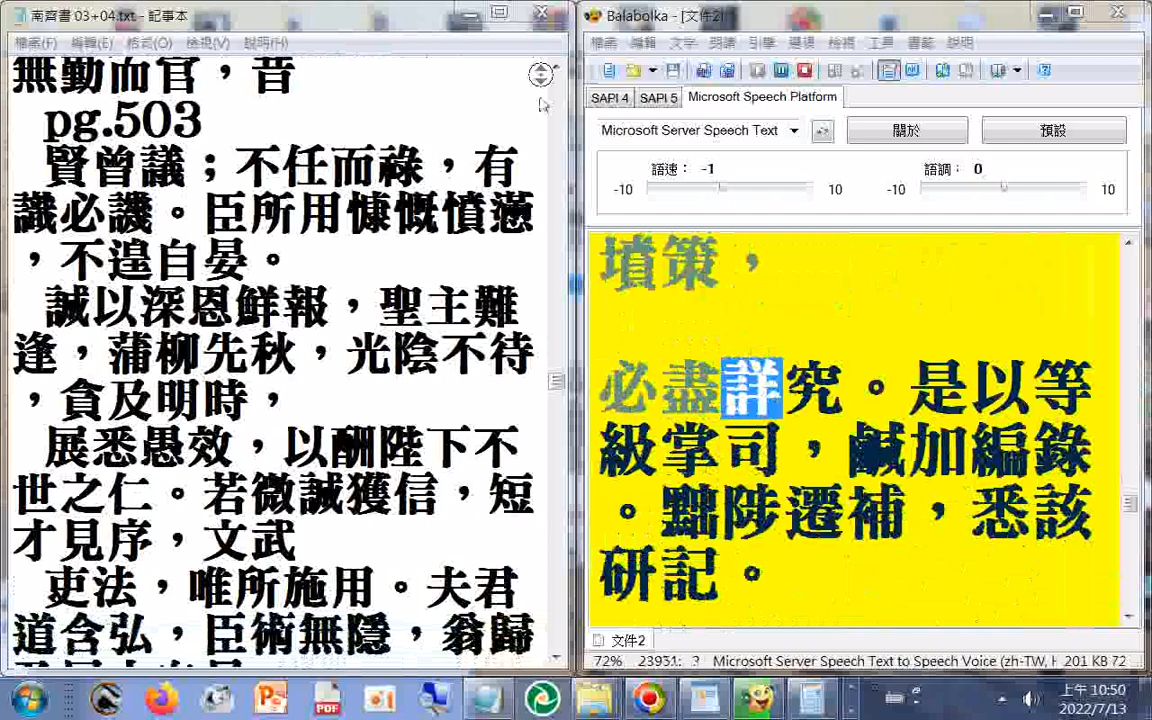 南齊書 03+04.txt - 記事本
檔案(F) 編輯(E) 格式(O) 檢視(V) 說明(H)
無勤而官，昔
pg.503
賢曾議；不任而祿，有
識必譏。臣所用慷慨憤懣
，不遑自晏。
誠以深恩鮮報，聖主難
逢，蒲柳先秋，光陰不待
，貪及明時，
展悉愚效，以酬陛下不
世之仁。若微誠獲信，短
才見序，文武
吏法，唯所施用。夫君
道含弘，臣術無隱，翁歸
Balabolka - [文件2]
檔案 編輯 文字 朗讀 引擎 選項 檢視 工具 書籤 說明
SAPI 4 SAPI 5 Microsoft Speech Platform
Microsoft Server Speech Text 關於 預設
語速： -1 語調： 0
-10 10 -10 10
墳策，
必盡詳究。是以等
級掌司，鹹加編錄
。黜陟遷補，悉該
研記。
文件2
72% 23931: ? Microsoft Server Speech Text to Speech Voice (zh-TW, H 201 KB 72
上午 10:50
2022/7/13